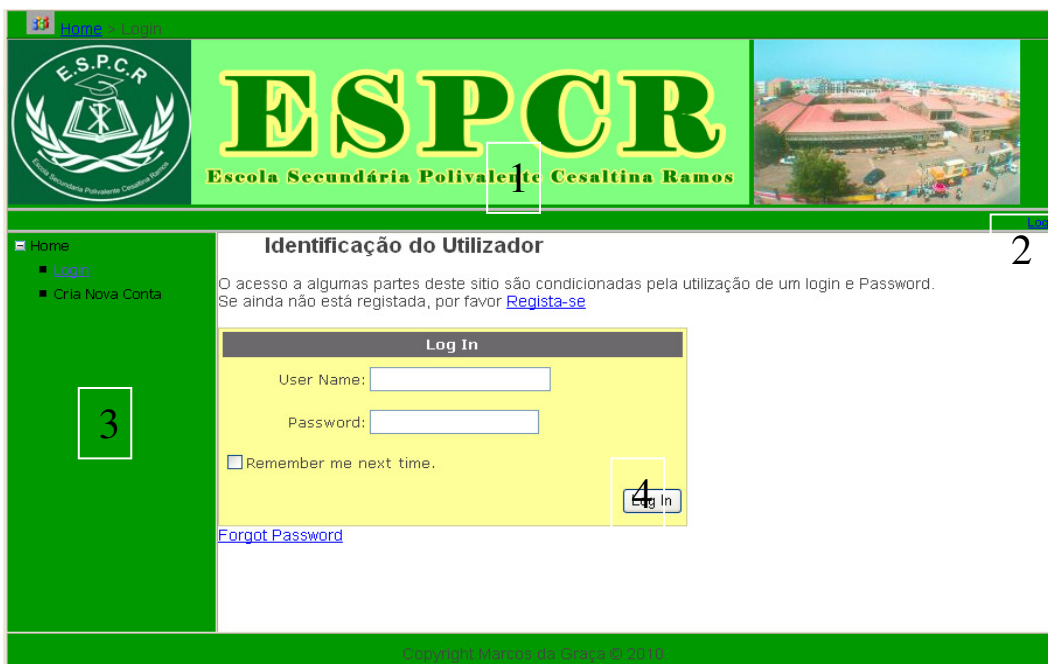 Home > Login
E.S.P.C.R
Escola Secundária Polivalente Cesaltina Ramos
ESPCR
Escola Secundária Polivalente Cesaltina Ramos
1
Log
2
Home
Login
Cria Nova Conta
3
Identificação do Utilizador
O acesso a algumas partes deste sitio são condicionadas pela utilização de um login e Password.
Se ainda não está registada, por favor Regista-se
Log In
User Name:
Password:
Remember me next time.
4
Log In
Forgot Password
Copyright Marcos da Graça © 2010